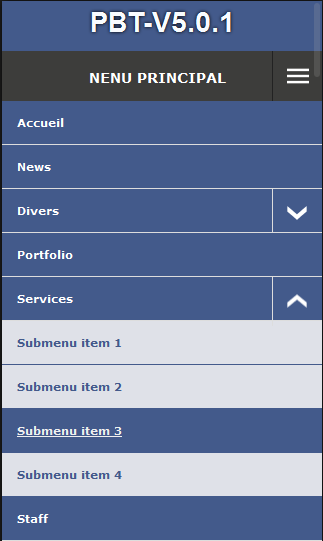 PBT-V5.0.1
NENU PRINCIPAL
Accueil
News
Divers
Portfolio
Services
Submenu item 1
Submenu item 2
Submenu item 3
Submenu item 4
Staff